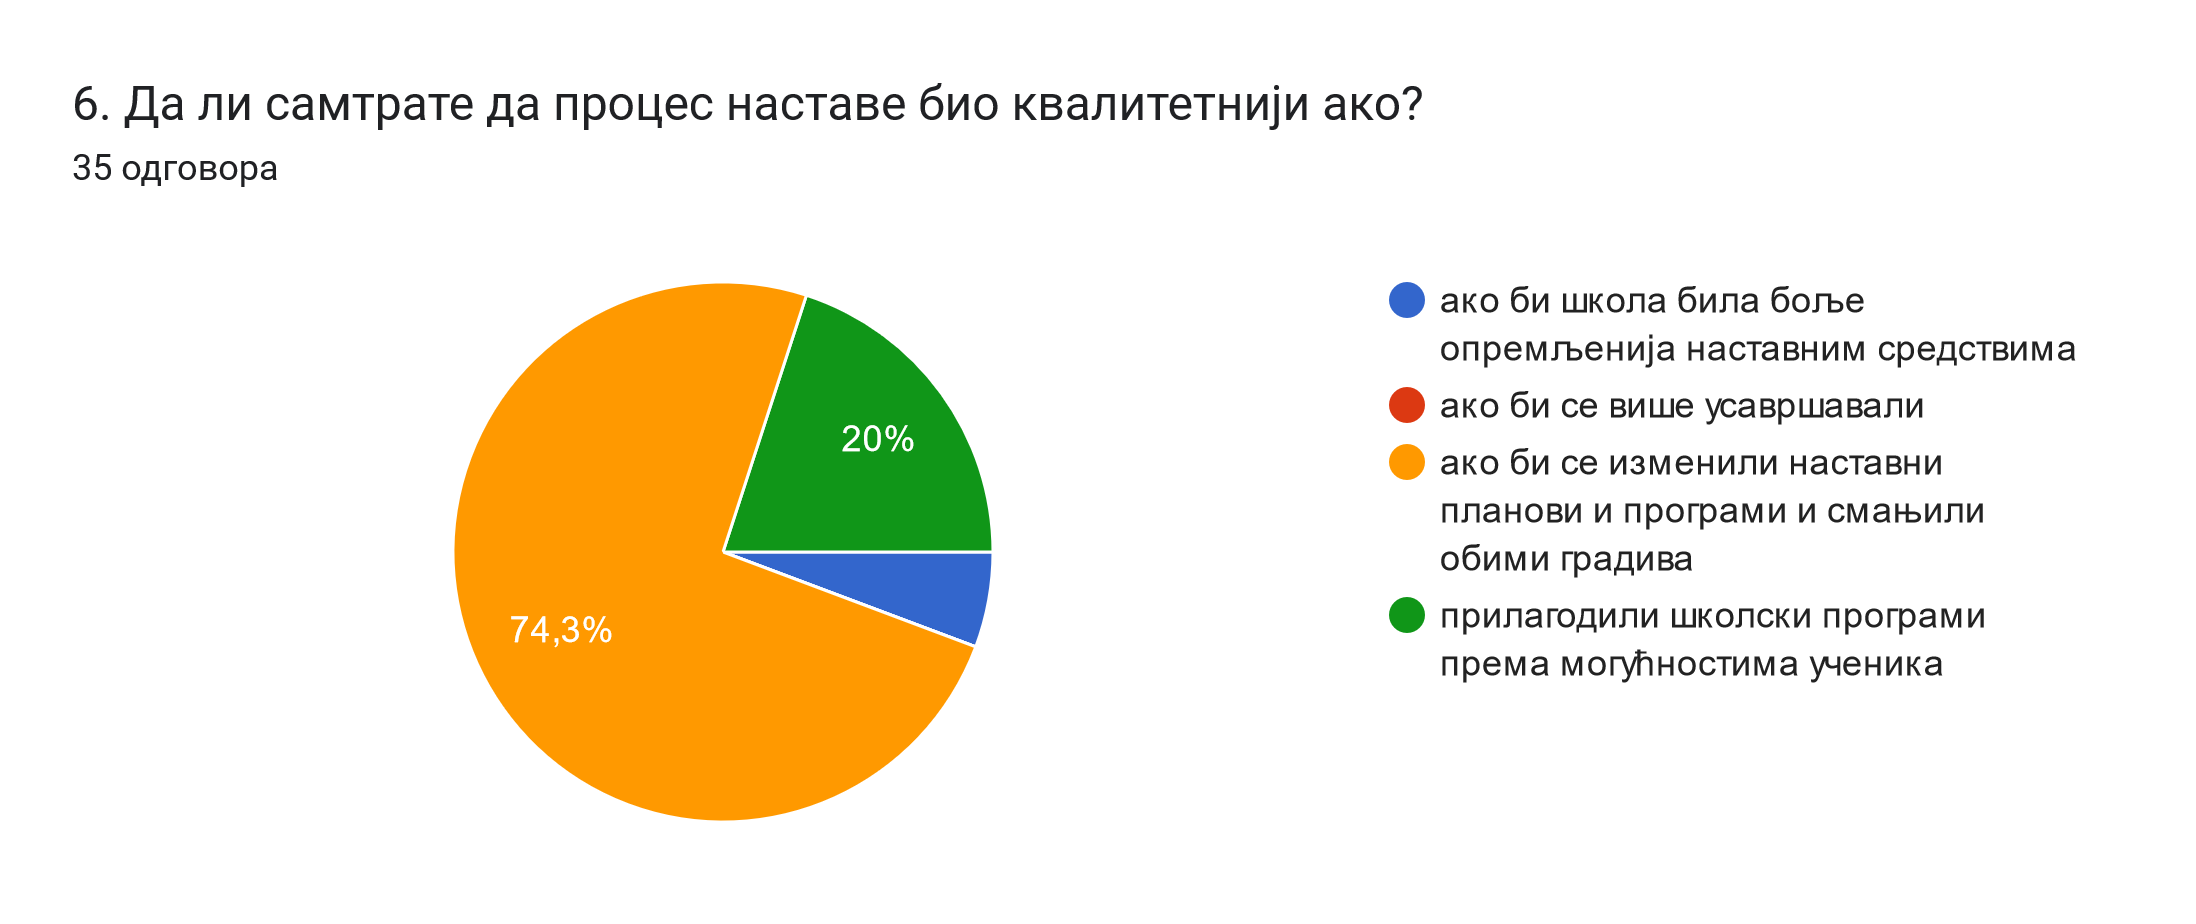 6. Да ли самтрате да процес наставе био квалитетнији ако?
35 одговора
20%
74,3%
ако би школа била боље
опремљенија наставним средствима
ако би се више усавршавали
ако би се изменили наставни
планови и програми и смањили
обими градива
прилагодили школски програми
према могућностима ученика